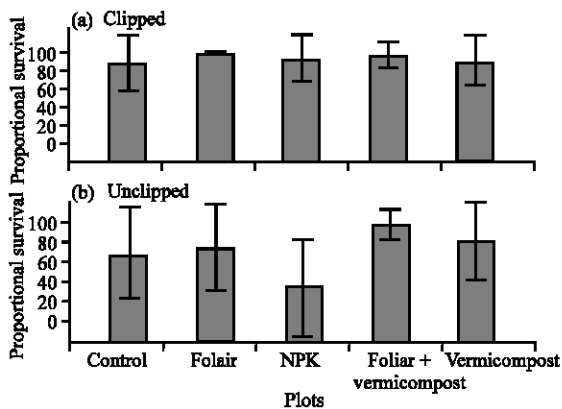 (a) Clipped
Proportional survival
100
80
60
40
20
0
(b) Unclipped
Proportional survival
100
80
60
40
20
0
Control Folair NPK Foliar + Vermicompost
vermicompost
Plots